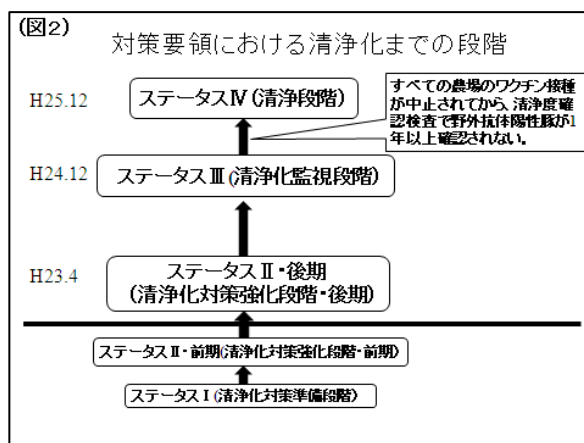 (図2)
対策要領における清浄化までの段階
H25.12
ステータスⅣ(清浄段階)
すべての農場のワクチン接種
が中止されてから、清浄度確
認検査で野外抗体陽性豚が1
年以上確認されない。
H24.12
ステータスⅢ(清浄化監視段階)
H23.4
ステータスⅡ・後期
(清浄化対策強化段階・後期)
ステータスⅡ・前期(清浄化対策強化段階・前期)
ステータスⅠ(清浄化対策準備段階)